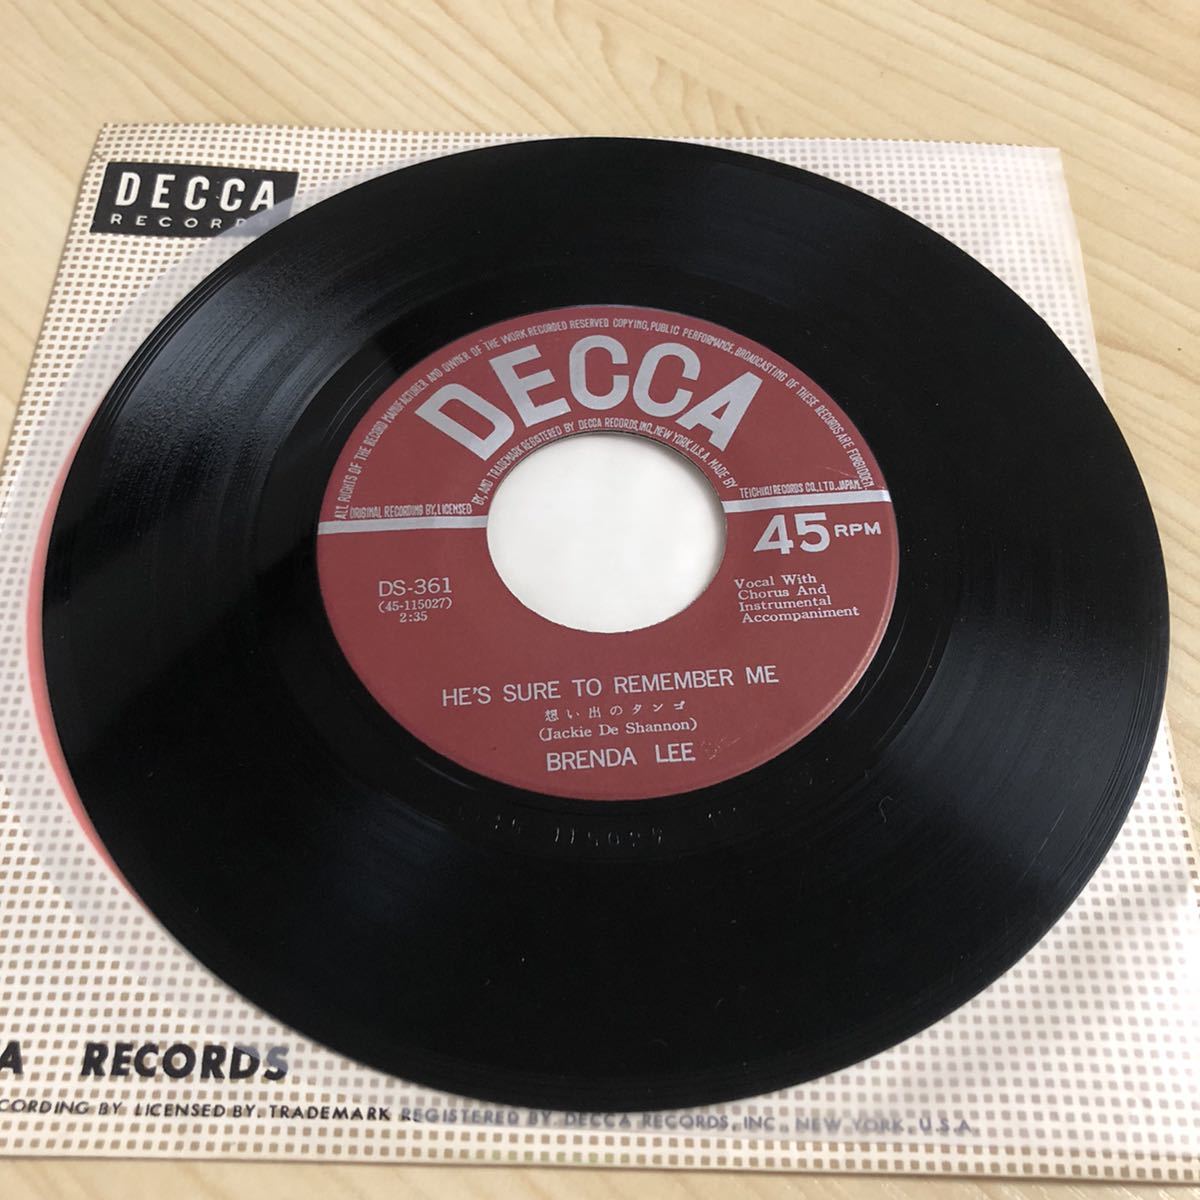 DECCA
RECORDS
ALL RIGHTS OF THE RECORD MANUFACTURER AND OWNER OF THE WORK RECORDED RESERVED COPYING, PUBLIC PERFORMANCE, BROADCASTING OF THESE RECORDS ARE FORBIDDEN.
DECCA
ORIGINAL RECORDING BY, LICENSED BY, AND TRADEMARK REGISTERED BY DECCA RECORDS, INC., NEW YORK, U.S.A. MADE BY TEICHIKU RECORDS CO., LTD. JAPAN.
45 RPM
DS-361
(45-115027)
2:35
Vocal With
Chorus And
Instrumental
Accompaniment
HE'S SURE TO REMEMBER ME
想い出のタンゴ
(Jackie De Shannon)
BRENDA LEE
115027
A RECORDS
CORDING BY LICENSED BY, TRADEMARK REGISTERED BY DECCA RECORDS, INC, NEW YORK, U.S.A.